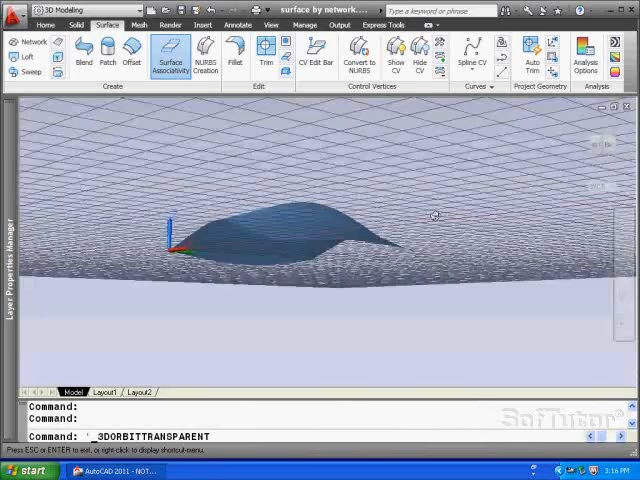 3D Modeling
surface by network....
Type a keyword or phrase
Home Solid Surface Mesh Render Insert Annotate View Manage Output Express Tools
Network
Loft
Sweep
Blend Patch Offset
Surface Associativity
NURBS Creation
Fillet
Trim
CV Edit Bar
Convert to NURBS
Show CV
Hide CV
Spline CV
Auto Trim
Analysis Options
Create Edit Control Vertices Curves Project Geometry Analysis
Layer Properties Manager
Model Layout1 Layout2
Command:
Command:
SofTutor
Command: '_3DORBITTRANSPARENT
Press ESC or ENTER to exit, or right-click to display shortcut-menu.
start
AutoCAD 2011 - NOT...
3:16 PM